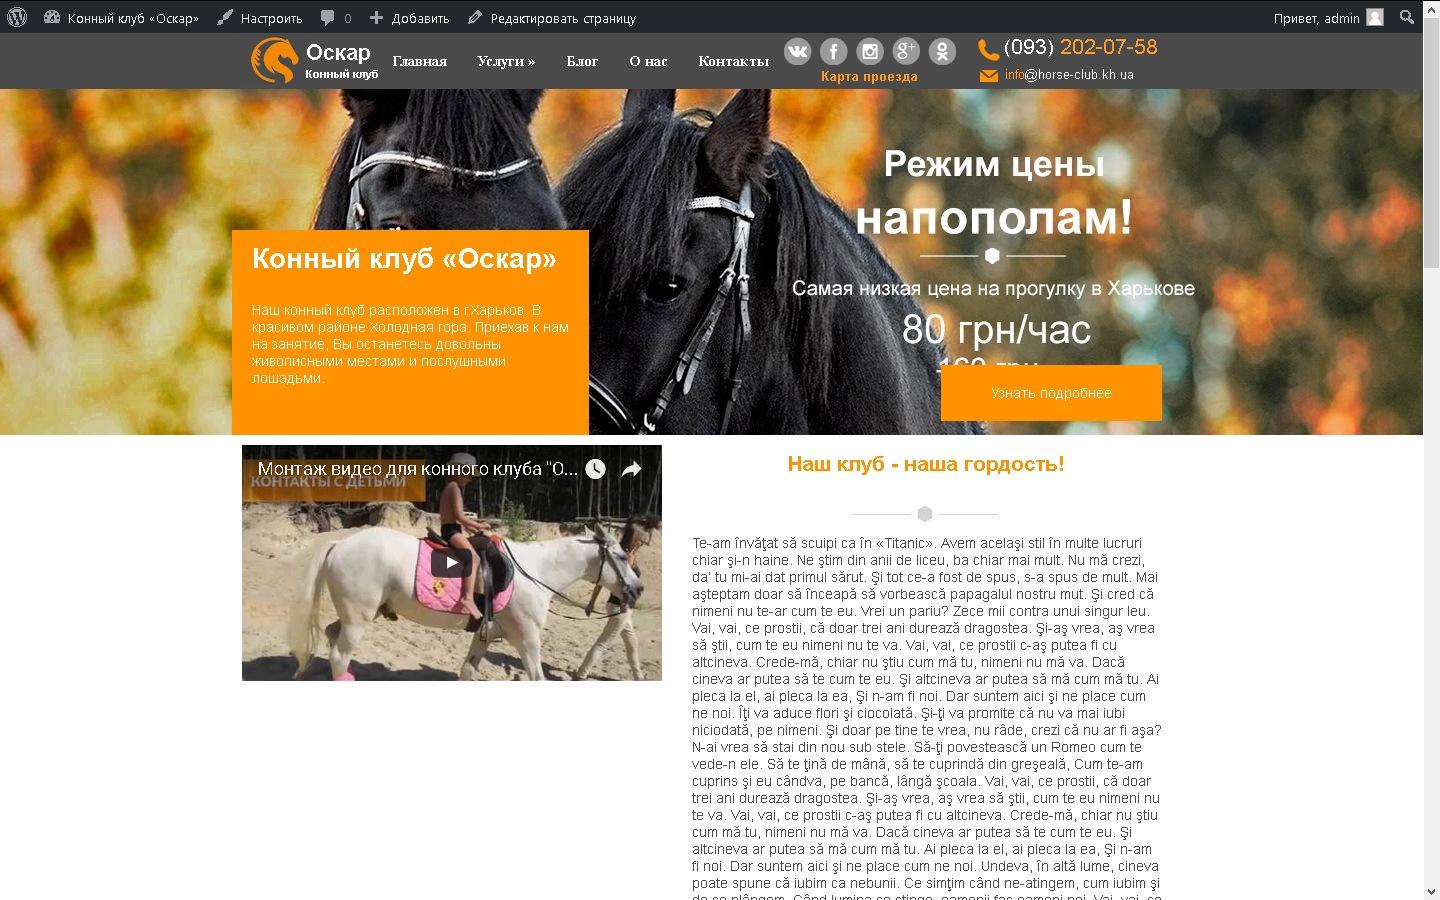 Конный клуб «Оскар» Настроить 0 Добавить Редактировать страницу Привет, admin
Оскар
Конный клуб
Главная Услуги » Блог О нас Контакты
Карта проезда
(093) 202-07-58
info@horse-club.kh.ua
Режим цены
напополам!
Самая низкая цена на прогулку в Харькове
80 грн/час
160 грн
Узнать подробнее
Конный клуб «Оскар»
Наш конный клуб расположен в г.Харьков. В
красивом районе Холодная гора. Приехав к нам
на занятие, Вы останетесь довольны
живописными местами и послушными
лошадьми.
Монтаж видео для конного клуба "О...
КОНТАКТЫ С ДЕТЬМИ
Наш клуб - наша гордость!
Te-am învăţat să scuipi ca în «Titanic». Avem acelaşi stil în multe lucruri
chiar şi-n haine. Ne ştim din anii de liceu, ba chiar mai mult. Nu mă crezi,
da' tu mi-ai dat primul sărut. Şi tot ce-a fost de spus, s-a spus de mult. Mai
aşteptam doar să înceapă să vorbească papagalul nostru mut. Şi cred că
nimeni nu te-ar cum te eu. Vrei un pariu? Zece mii contra unui singur leu.
Vai, vai, ce prostii, că doar trei ani durează dragostea. Şi-aş vrea, aş vrea
să ştii, cum te eu nimeni nu te va. Vai, vai, ce prostii c-aş putea fi cu
altcineva. Crede-mă, chiar nu ştiu cum mă tu, nimeni nu mă va. Dacă
cineva ar putea să te cum te eu. Şi altcineva ar putea să mă cum mă tu. Ai
pleca la el, ai pleca la ea, Şi n-am fi noi. Dar suntem aici şi ne place cum
ne noi. Îţi va aduce flori şi ciocolată. Şi-ţi va promite că nu va mai iubi
niciodată, pe nimeni. Şi doar pe tine te vrea, nu râde, crezi că nu ar fi aşa?
N-ai vrea să stai din nou sub stele. Să-ţi povestească un Romeo cum te
vede-n ele. Să te ţină de mână, să te cuprindă din greşeală, Cum te-am
cuprins şi eu cândva, pe bancă, lângă şcoala. Vai, vai, ce prostii, că doar
trei ani durează dragostea. Şi-aş vrea, aş vrea să ştii, cum te eu nimeni nu
te va. Vai, vai, ce prostii c-aş putea fi cu altcineva. Crede-mă, chiar nu ştiu
cum mă tu, nimeni nu mă va. Dacă cineva ar putea să te cum te eu. Şi
altcineva ar putea să mă cum mă tu. Ai pleca la el, ai pleca la ea, Şi n-am
fi noi. Dar suntem aici şi ne place cum ne noi. Undeva, în altă lume, cineva
poate spune că iubim ca nebunii. Ce simţim când ne-atingem, cum iubim şi
de ce plângem. Când lumina se stinge, oamenii fac oameni noi. Vai, vai, ce